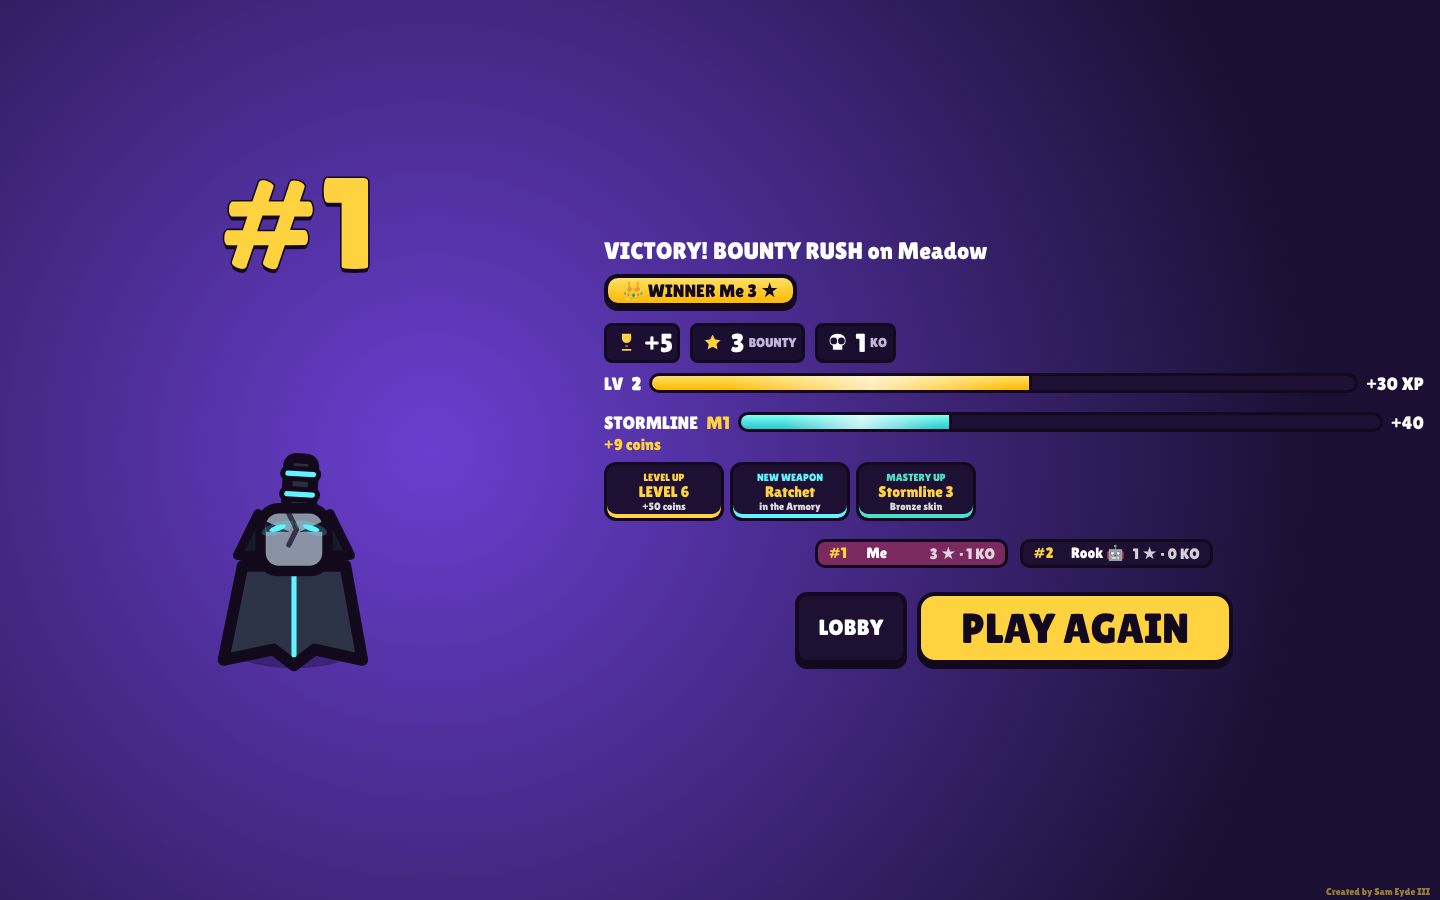 #1
VICTORY! BOUNTY RUSH on Meadow
WINNER Me 3 ★
+5
3 BOUNTY
1 KO
LV 2
+30 XP
STORMLINE M1
+40
+9 coins
LEVEL UP
LEVEL 6
+50 coins
NEW WEAPON
Ratchet
in the Armory
MASTERY UP
Stormline 3
Bronze skin
#1 Me 3 ★ · 1 KO
#2 Rook 1 ★ · 0 KO
LOBBY
PLAY AGAIN
Created by Sam Eyde III